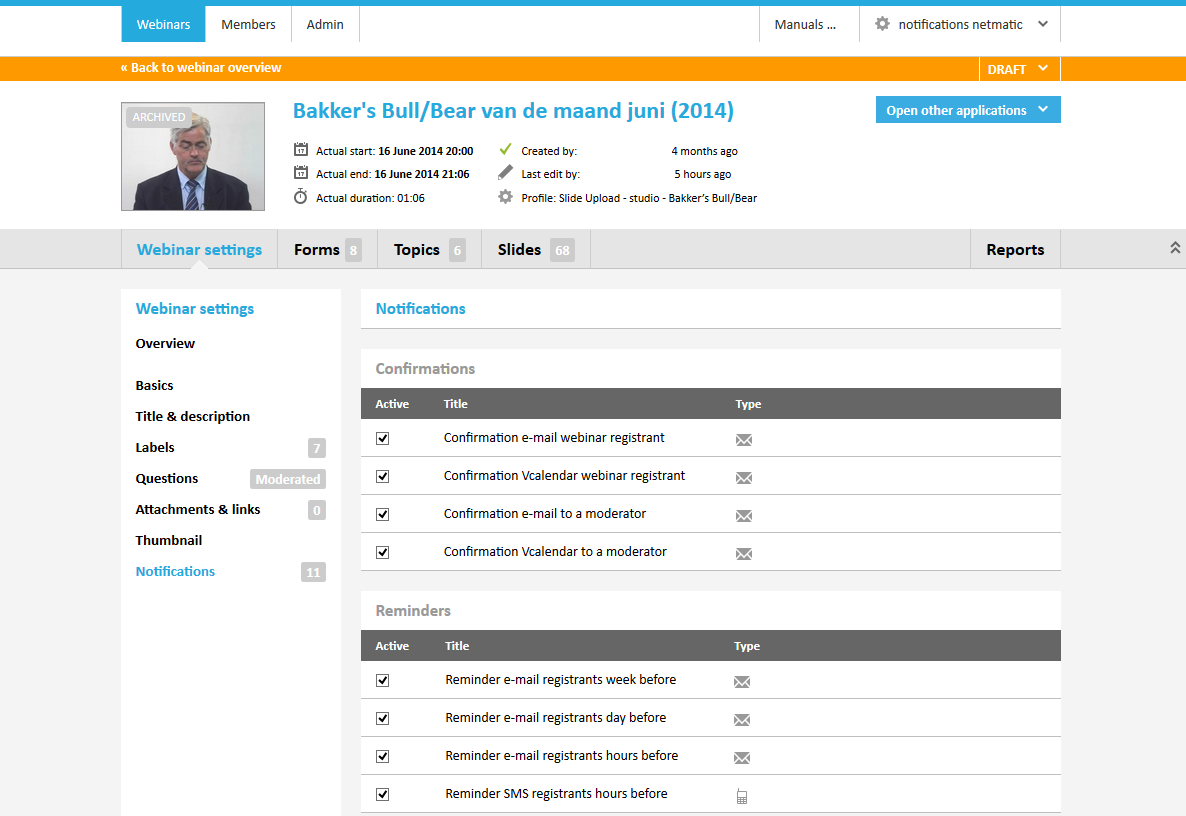 Webinars Members Admin Manuals ... notifications netmatic
« Back to webinar overview DRAFT
ARCHIVED
Bakker's Bull/Bear van de maand juni (2014)
Open other applications
Actual start: 16 June 2014 20:00 Created by: 4 months ago
Actual end: 16 June 2014 21:06 Last edit by: 5 hours ago
Actual duration: 01:06 Profile: Slide Upload - studio - Bakker's Bull/Bear
Webinar settings Forms 8 Topics 6 Slides 68 Reports
Webinar settings
Overview
Basics
Title & description
Labels 7
Questions Moderated
Attachments & links 0
Thumbnail
Notifications 11
Notifications
Confirmations
Active Title Type
Confirmation e-mail webinar registrant
Confirmation Vcalendar webinar registrant
Confirmation e-mail to a moderator
Confirmation Vcalendar to a moderator
Reminders
Active Title Type
Reminder e-mail registrants week before
Reminder e-mail registrants day before
Reminder e-mail registrants hours before
Reminder SMS registrants hours before